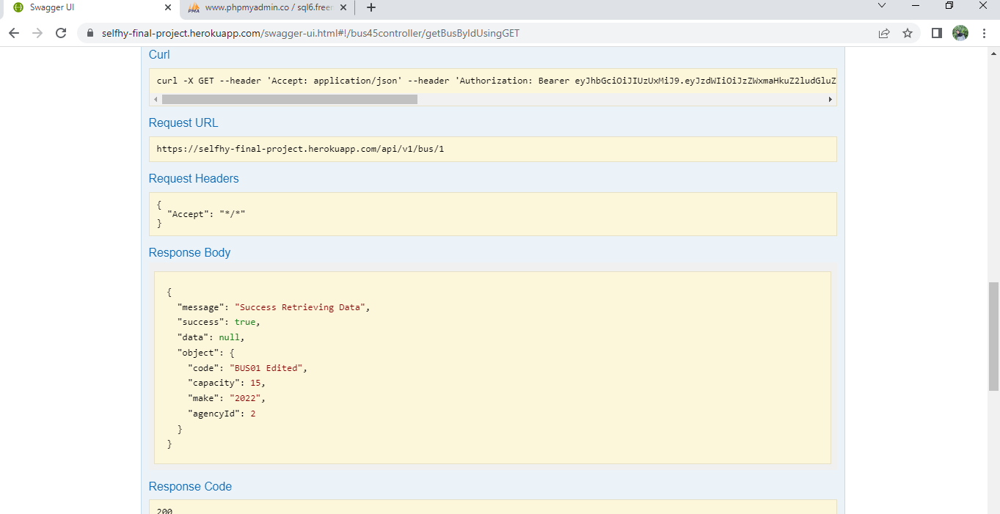 Swagger UI
www.phpmyadmin.co / sql6.freer
selfhy-final-project.herokuapp.com/swagger-ui.html#!/bus45controller/getBusByIdUsingGET
Curl
curl -X GET --header 'Accept: application/json' --header 'Authorization: Bearer eyJhbGciOiJIUzUxMiJ9.eyJzdWIiOiJzZWxmaHkuZ2ludGluZ
Request URL
https://selfhy-final-project.herokuapp.com/api/v1/bus/1
Request Headers
{
"Accept": "*/*"
}
Response Body
{
"message": "Success Retrieving Data",
"success": true,
"data": null,
"object": {
"code": "BUS01 Edited",
"capacity": 15,
"make": "2022",
"agencyId": 2
}
}
Response Code
200